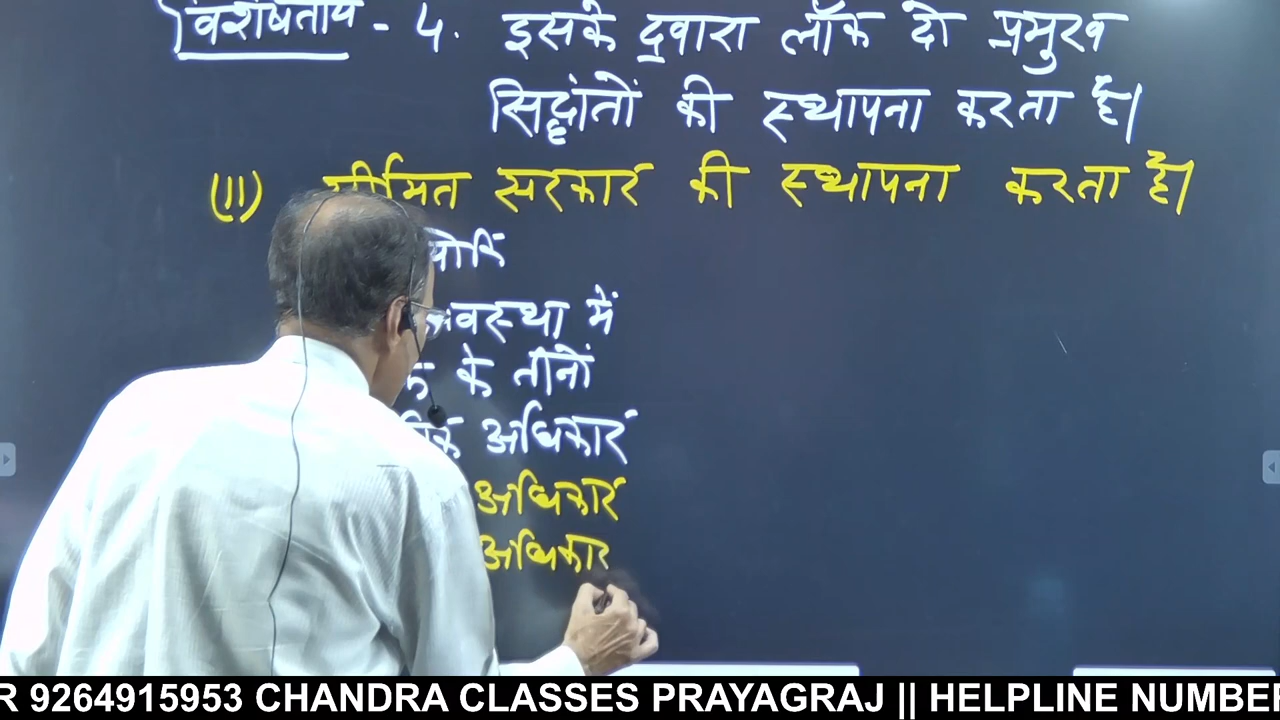 विशेषताय - 4. इसके द्वारा लॉक दो प्रमुख
सिद्धांतों की स्थापना करता है।
(II) सीमित सरकार की स्थापना करता है।
में
के तीनों
अधिकार
अधिकार
अधिकार
R 9264915953 CHANDRA CLASSES PRAYAGRAJ || HELPLINE NUMBER